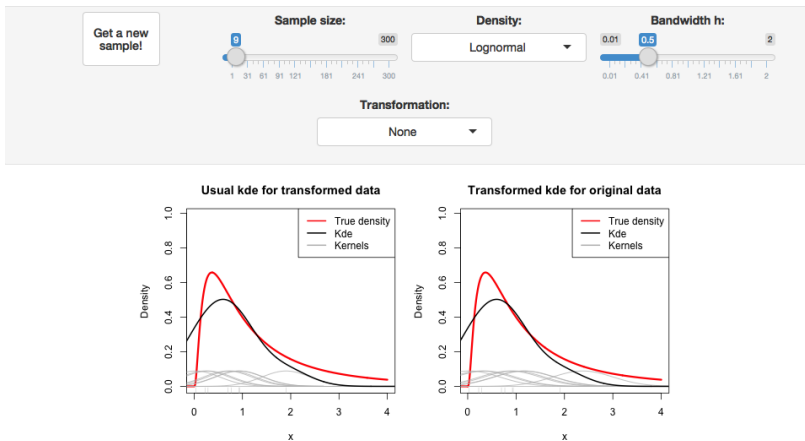 Get a new
sample!
Sample size:
9
300
1 31 61 91 121 181 241 300
Density:
Lognormal
Bandwidth h:
0.01
0.5
2
0.01 0.41 0.81 1.21 1.61 2
Transformation:
None
Usual kde for transformed data
True density
Kde
Kernels
Density
0.0 0.2 0.4 0.6 0.8 1.0
0 1 2 3 4
x
Transformed kde for original data
True density
Kde
Kernels
Density
0.0 0.2 0.4 0.6 0.8 1.0
0 1 2 3 4
x